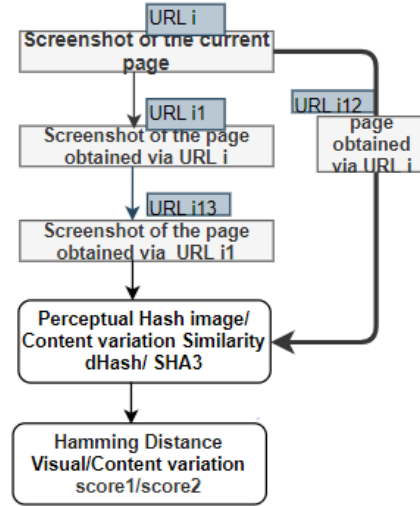 URL i
Screenshot of the current
page
URL i1
Screenshot of the page
obtained via URL i
URL i12
page
obtained
via URL i
URL i13
Screenshot of the page
obtained via URL i1
Perceptual Hash image/
Content variation Similarity
dHash/ SHA3
Hamming Distance
Visual/Content variation
score1/score2